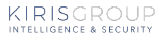 KIRISGROUP
INTELLIGENCE & SECURITY